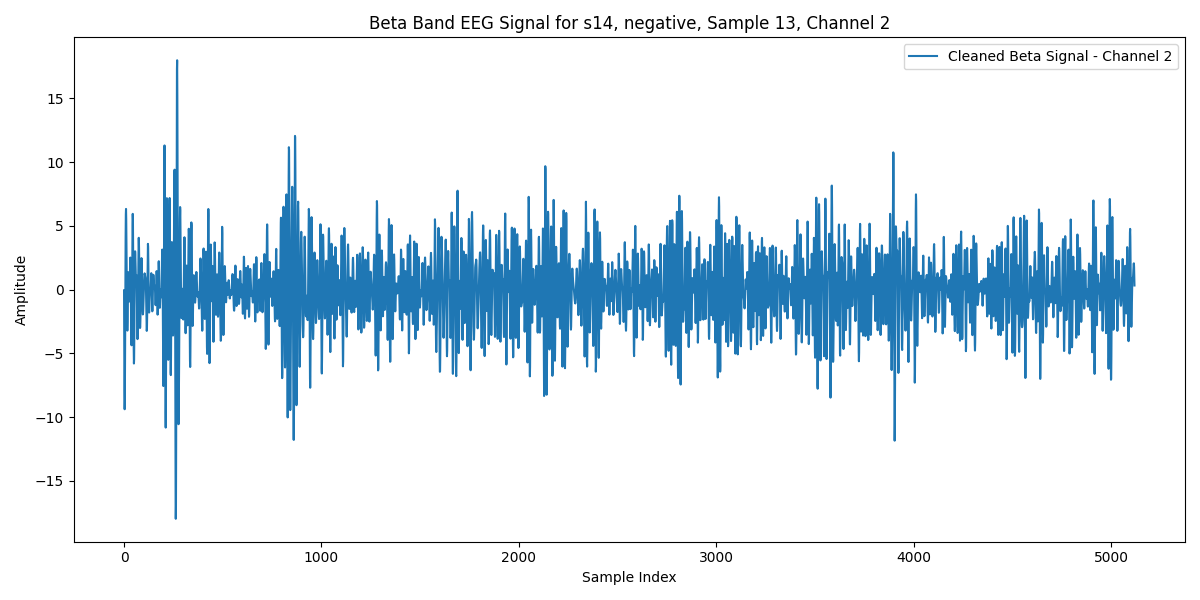 Beta Band EEG Signal for s14, negative, Sample 13, Channel 2
Cleaned Beta Signal - Channel 2
Amplitude
15
10
5
0
−5
−10
−15
0 1000 2000 3000 4000 5000
Sample Index